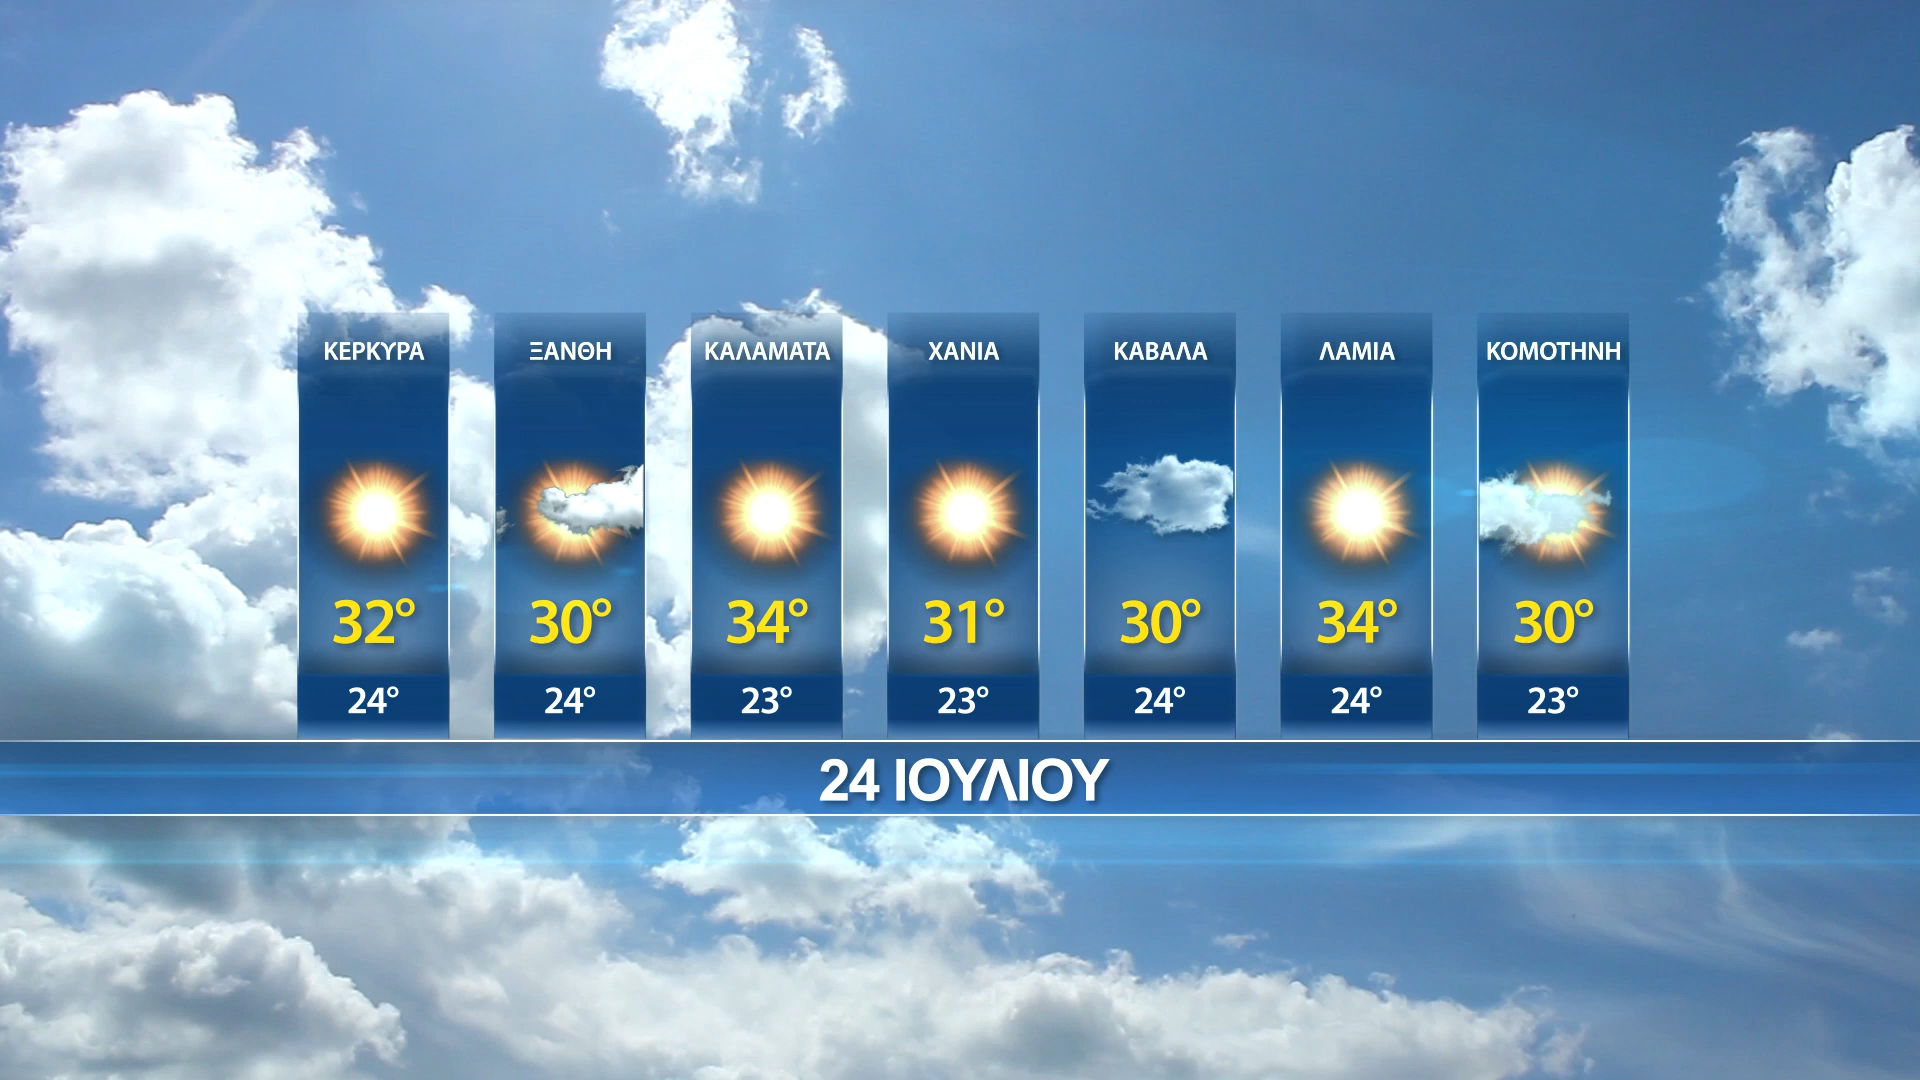 ΚΕΡΚΥΡΑ ΞΑΝΘΗ ΚΑΛΑΜΑΤΑ ΧΑΝΙΑ ΚΑΒΑΛΑ ΛΑΜΙΑ ΚΟΜΟΤΗΝΗ
32° 30° 34° 31° 30° 34° 30°
24° 24° 23° 23° 24° 24° 23°
24 ΙΟΥΛΙΟΥ